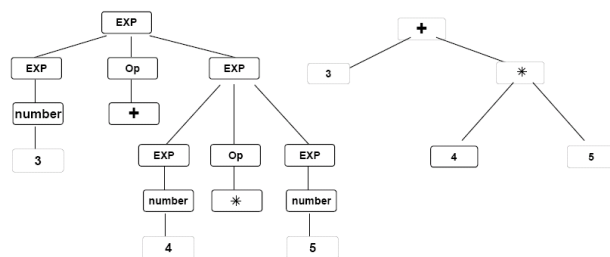 EXP
+
EXP Op EXP
3 *
number +
3
EXP Op EXP
4 5
number * number
4 5